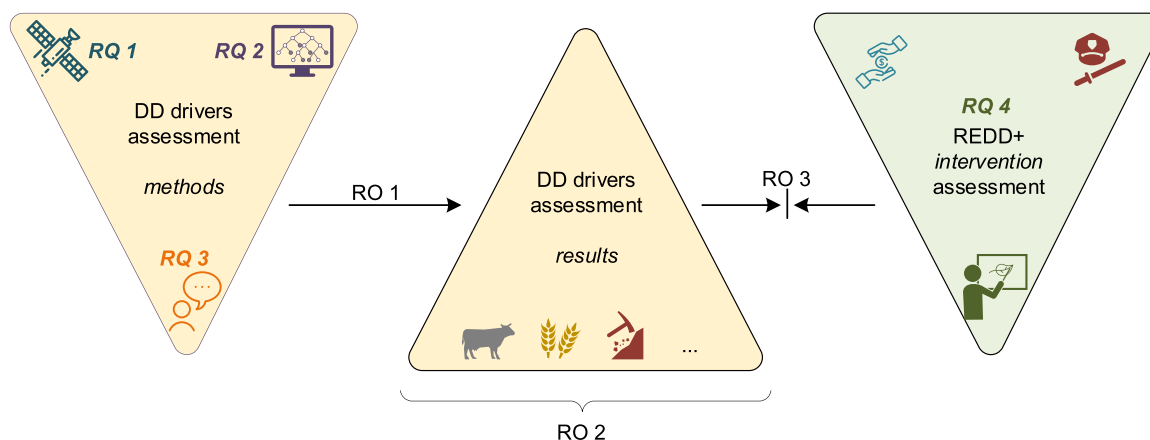 RQ 1
RQ 2
DD drivers
assessment
methods
RQ 3
RO 1
DD drivers
assessment
results
...
RO 2
RO 3
RQ 4
REDD+
intervention
assessment